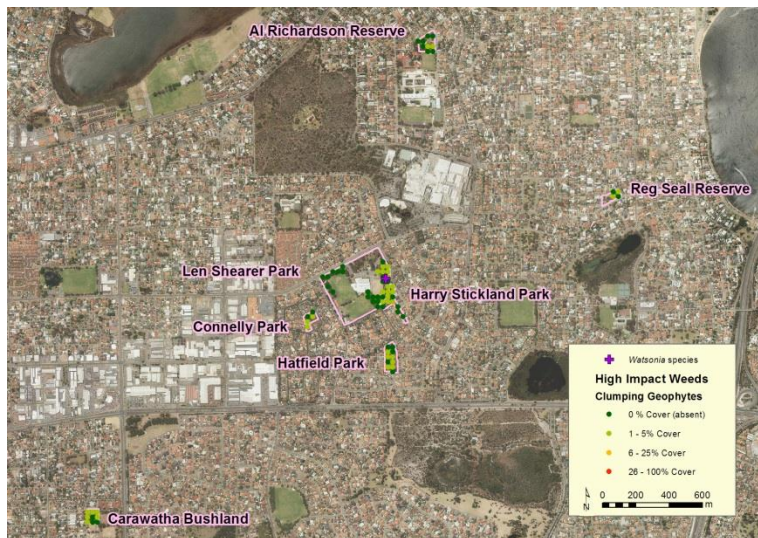 Al Richardson Reserve
Reg Seal Reserve
Len Shearer Park
Harry Stickland Park
Connelly Park
Hatfield Park
Carawatha Bushland
Watsonia species
High Impact Weeds
Clumping Geophytes
0 % Cover (absent)
1 - 5% Cover
6 - 25% Cover
26 - 100% Cover
N
0 200 400 600
m